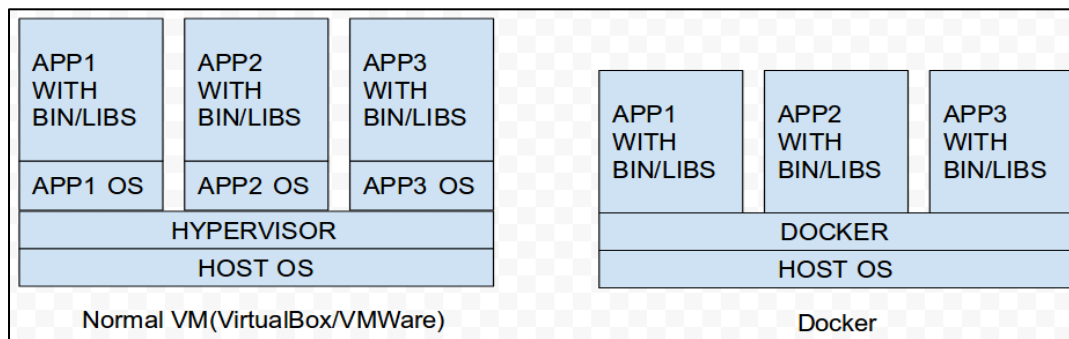 APP1
WITH
BIN/LIBS
APP2
WITH
BIN/LIBS
APP3
WITH
BIN/LIBS
APP1 OS
APP2 OS
APP3 OS
HYPERVISOR
HOST OS
Normal VM(VirtualBox/VMWare)
APP1
WITH
BIN/LIBS
APP2
WITH
BIN/LIBS
APP3
WITH
BIN/LIBS
DOCKER
HOST OS
Docker